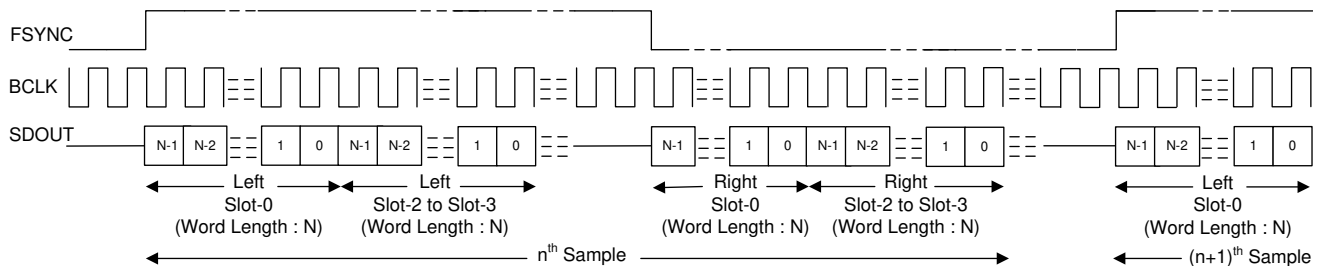 FSYNC
BCLK
SDOUT
N-1 N-2 1 0 N-1 N-2 1 0 N-1 1 0 N-1 N-2 1 0 N-1 N-2 1 0
Left Left Right Right Left
Slot-0 Slot-2 to Slot-3 Slot-0 Slot-2 to Slot-3 Slot-0
(Word Length : N) (Word Length : N) (Word Length : N) (Word Length : N) (Word Length : N)
nth Sample (n+1)th Sample